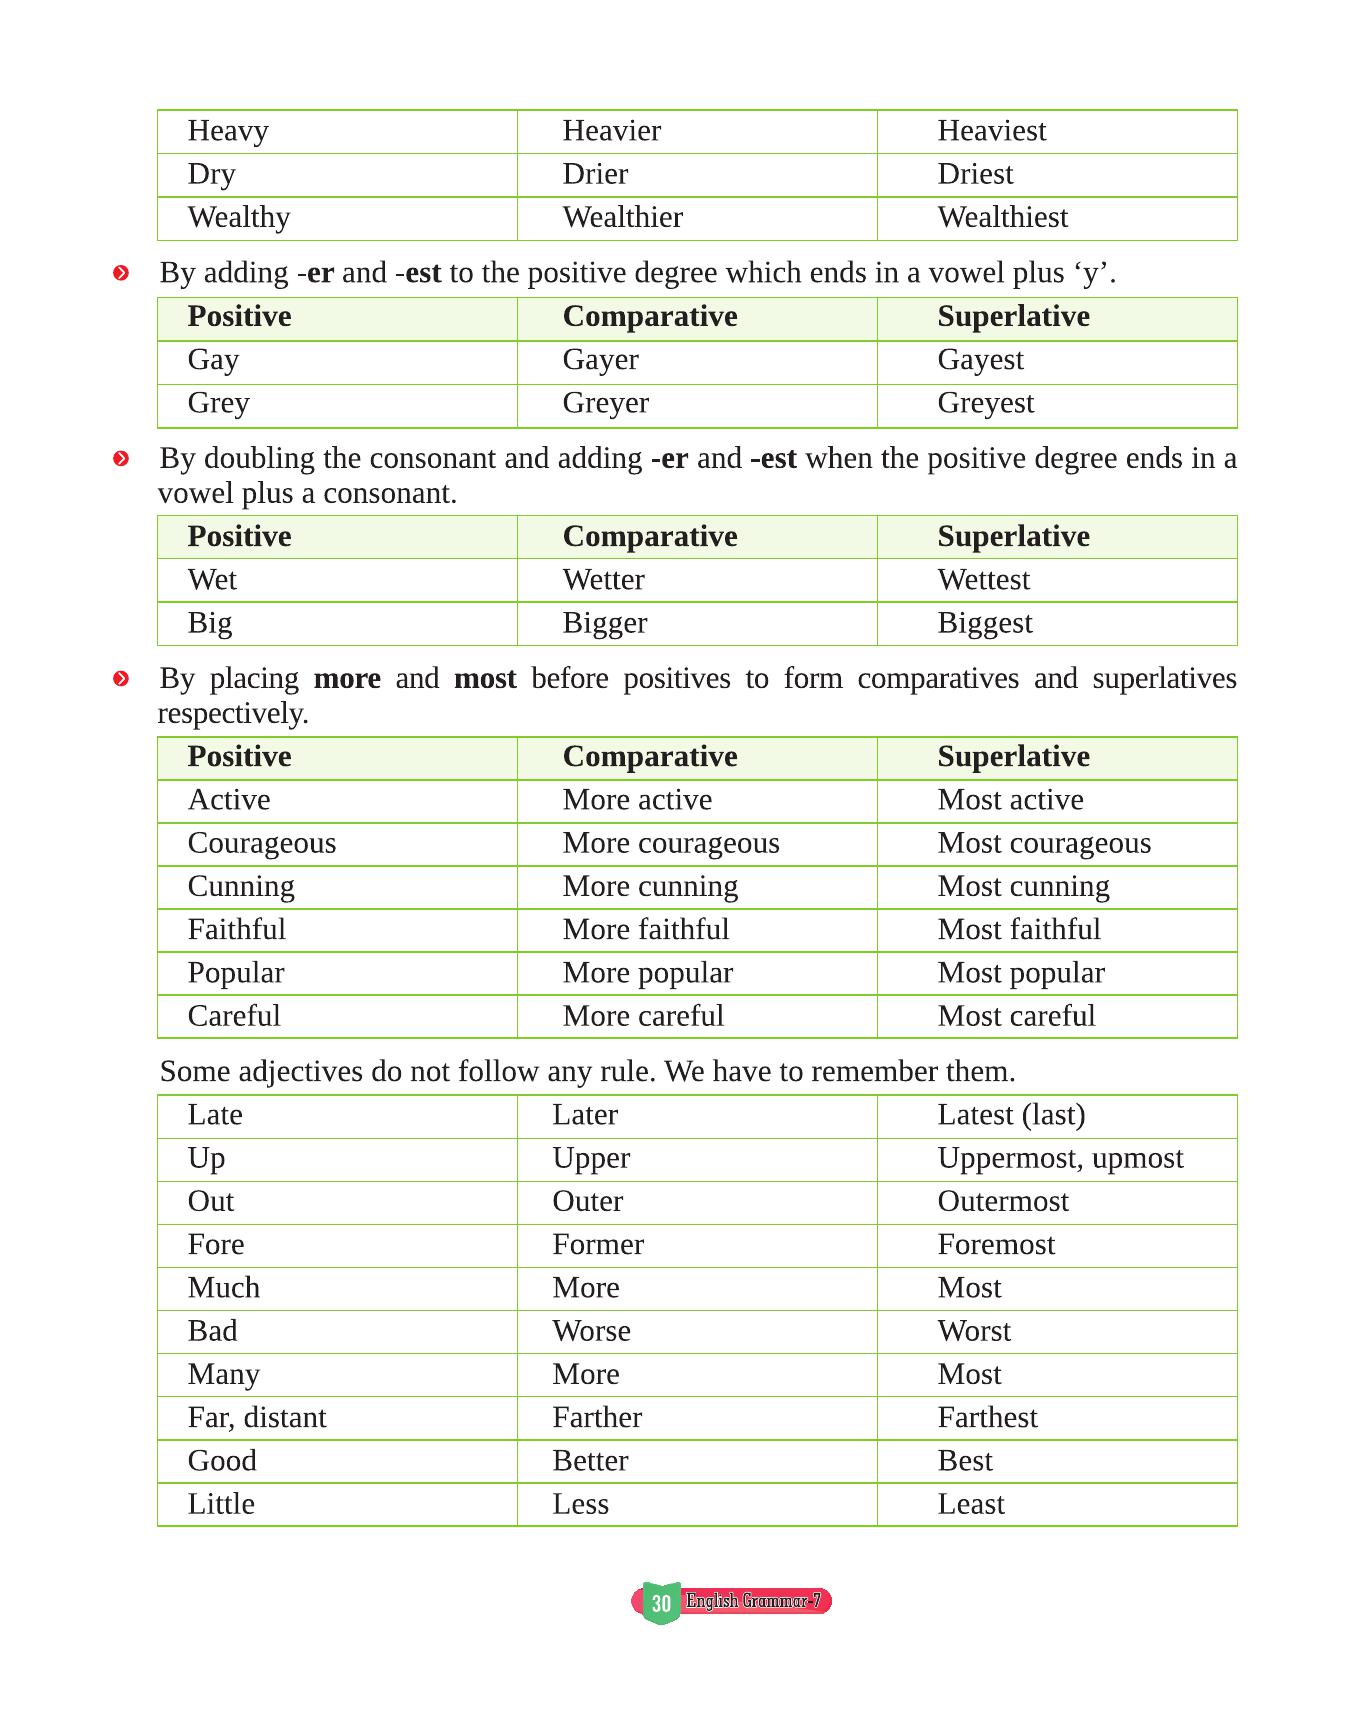 Heavy Heavier Heaviest
Dry Drier Driest
Wealthy Wealthier Wealthiest
By adding -er and -est to the positive degree which ends in a vowel plus ‘y’.
Positive Comparative Superlative
Gay Gayer Gayest
Grey Greyer Greyest
By doubling the consonant and adding -er and -est when the positive degree ends in a
vowel plus a consonant.
Positive Comparative Superlative
Wet Wetter Wettest
Big Bigger Biggest
By placing more and most before positives to form comparatives and superlatives
respectively.
Positive Comparative Superlative
Active More active Most active
Courageous More courageous Most courageous
Cunning More cunning Most cunning
Faithful More faithful Most faithful
Popular More popular Most popular
Careful More careful Most careful
Some adjectives do not follow any rule. We have to remember them.
Late Later Latest (last)
Up Upper Uppermost, upmost
Out Outer Outermost
Fore Former Foremost
Much More Most
Bad Worse Worst
Many More Most
Far, distant Farther Farthest
Good Better Best
Little Less Least
30 English Grammar-7